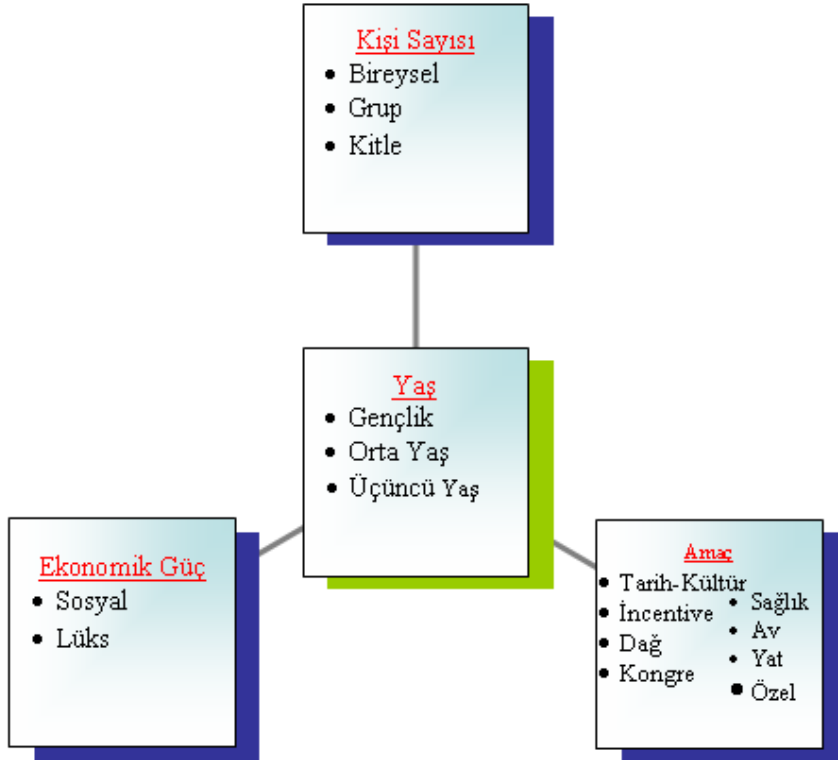 Kişi Sayısı
• Bireysel
• Grup
• Kitle
Yaş
• Gençlik
• Orta Yaş
• Üçüncü Yaş
Ekonomik Güç
• Sosyal
• Lüks
Amaç
• Tarih-Kültür
• İncentive
• Dağ
• Kongre
• Sağlık
• Av
• Yat
• Özel